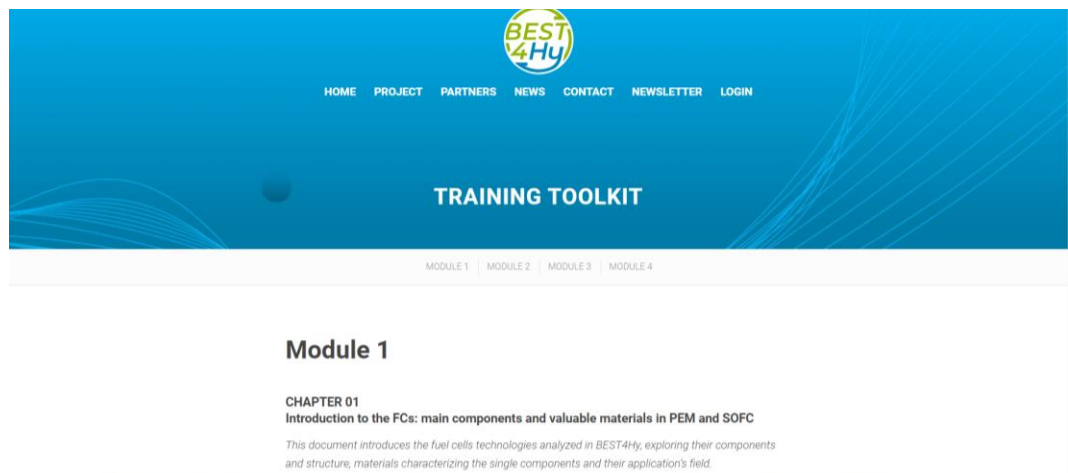 BEST
4Hy
HOME PROJECT PARTNERS NEWS CONTACT NEWSLETTER LOGIN
TRAINING TOOLKIT
MODULE 1 MODULE 2 MODULE 3 MODULE 4
Module 1
CHAPTER 01
Introduction to the FCs: main components and valuable materials in PEM and SOFC
This document introduces the fuel cells technologies analyzed in BEST4Hy, exploring their components
and structure, materials characterizing the single components and their application's field.